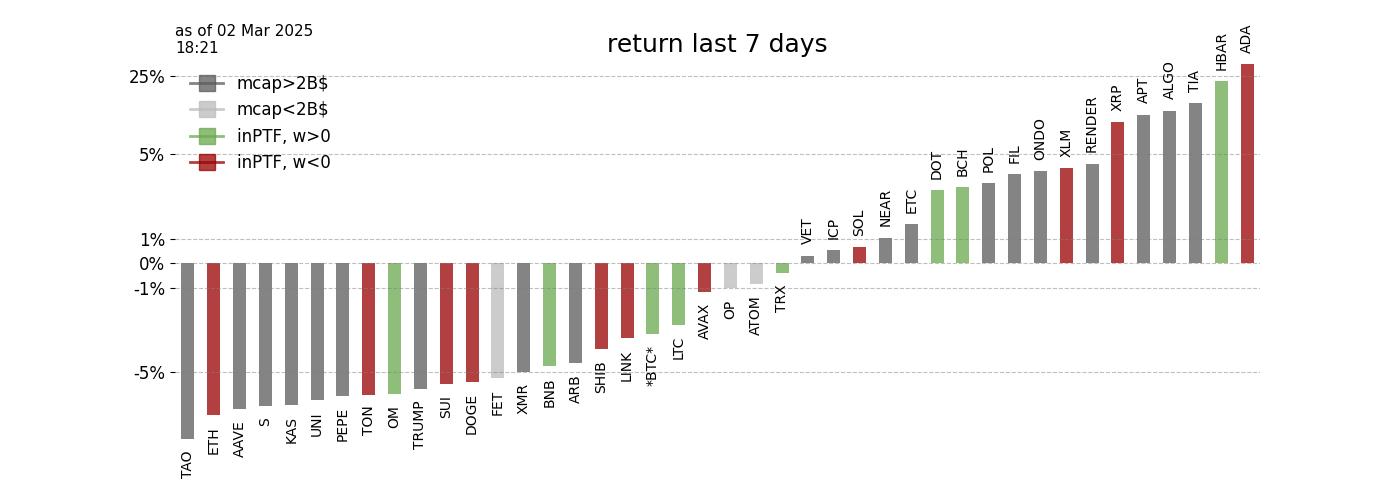 as of 02 Mar 2025
18:21
return last 7 days
25%
5%
1%
0%
-1%
-5%
mcap>2B$
mcap<2B$
inPTF, w>0
inPTF, w<0
TAO
ETH
AAVE
S
KAS
UNI
PEPE
TON
OM
TRUMP
SUI
DOGE
FET
XMR
BNB
ARB
SHIB
LINK
*BTC*
LTC
AVAX
OP
ATOM
TRX
VET
ICP
SOL
NEAR
ETC
DOT
BCH
POL
FIL
ONDO
XLM
RENDER
XRP
APT
ALGO
TIA
HBAR
ADA